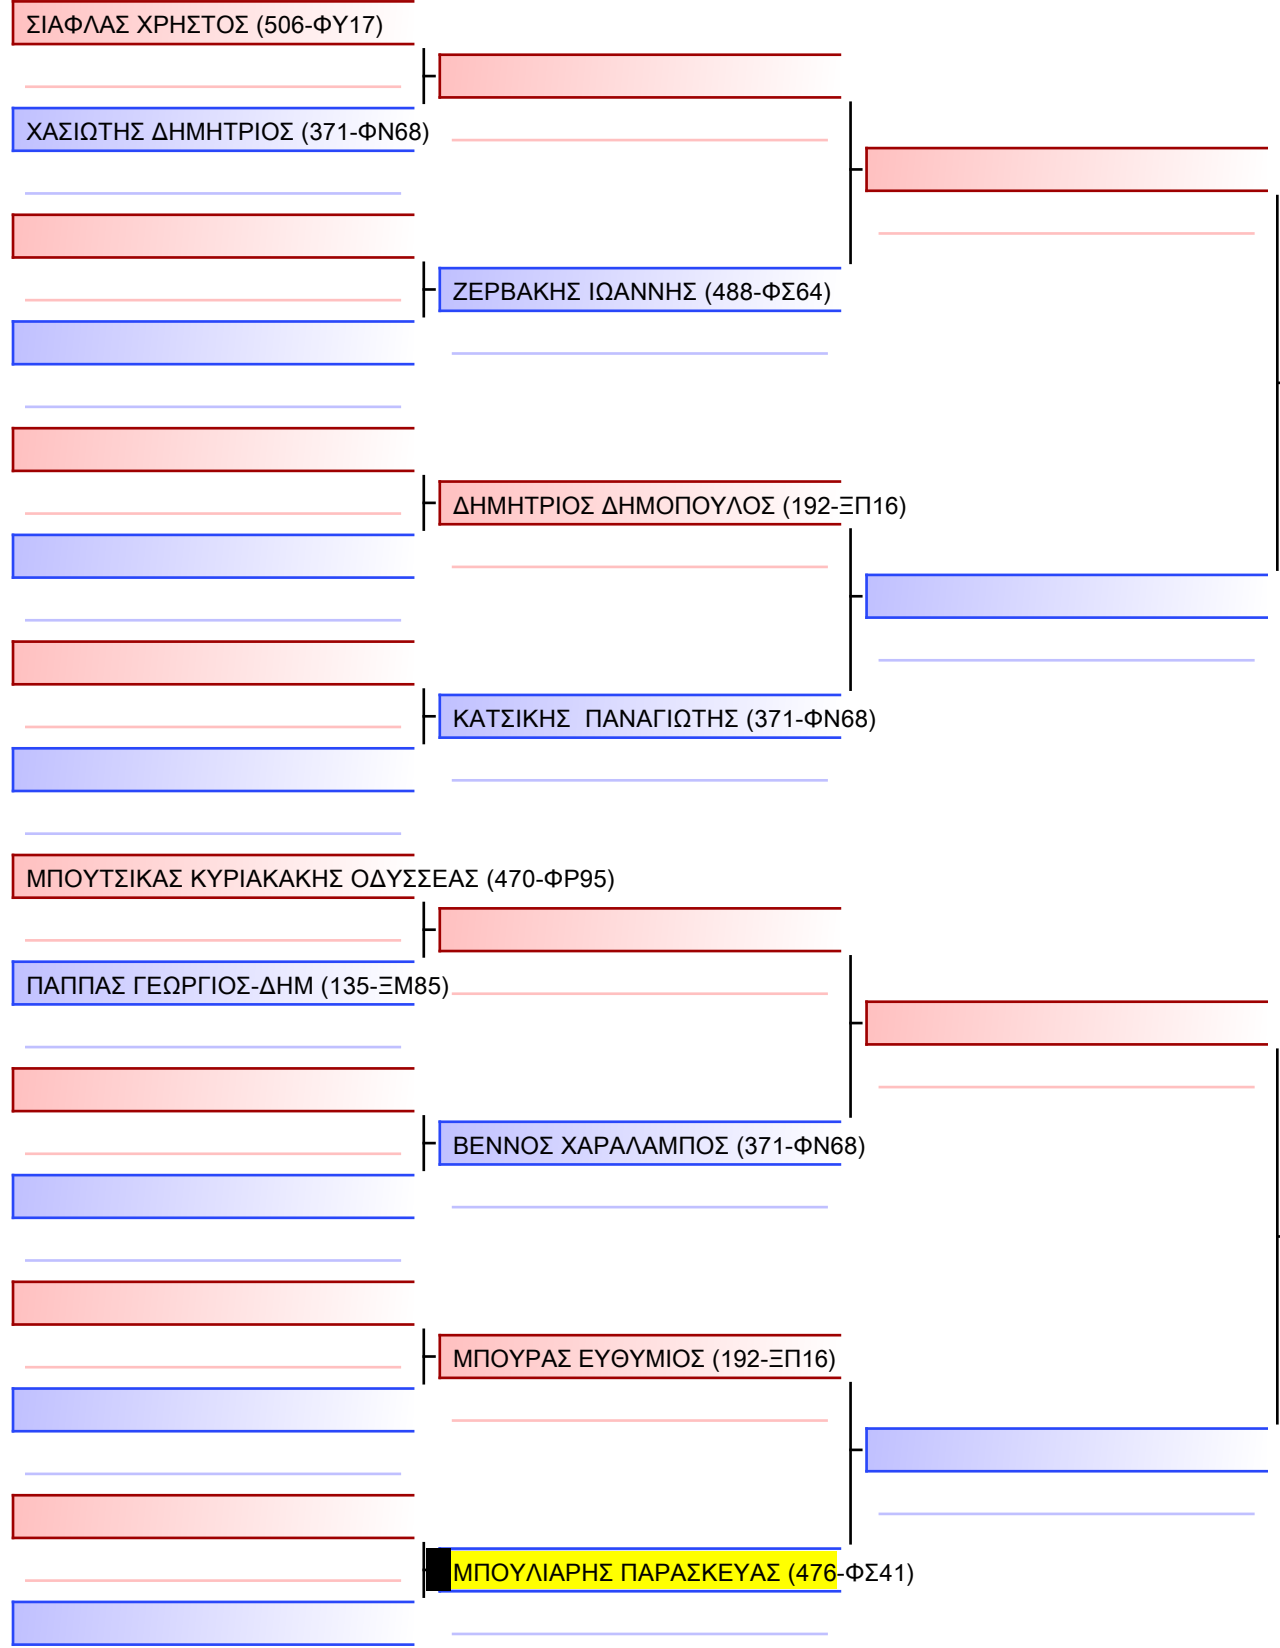 ΣΙΑΦΛΑΣ ΧΡΗΣΤΟΣ (506-ΦΥ17)
ΧΑΣΙΩΤΗΣ ΔΗΜΗΤΡΙΟΣ (371-ΦΝ68)
ΖΕΡΒΑΚΗΣ ΙΩΑΝΝΗΣ (488-ΦΣ64)
ΔΗΜΗΤΡΙΟΣ ΔΗΜΟΠΟΥΛΟΣ (192-ΞΠ16)
ΚΑΤΣΙΚΗΣ  ΠΑΝΑΓΙΩΤΗΣ (371-ΦΝ68)
ΜΠΟΥΤΣΙΚΑΣ ΚΥΡΙΑΚΑΚΗΣ ΟΔΥΣΣΕΑΣ (470-ΦΡ95)
ΠΑΠΠΑΣ ΓΕΩΡΓΙΟΣ-ΔΗΜ (135-ΞΜ85)
ΒΕΝΝΟΣ ΧΑΡΑΛΑΜΠΟΣ (371-ΦΝ68)
ΜΠΟΥΡΑΣ ΕΥΘΥΜΙΟΣ (192-ΞΠ16)
ΜΠΟΥΛΙΑΡΗΣ ΠΑΡΑΣΚΕΥΑΣ (476-ΦΣ41)